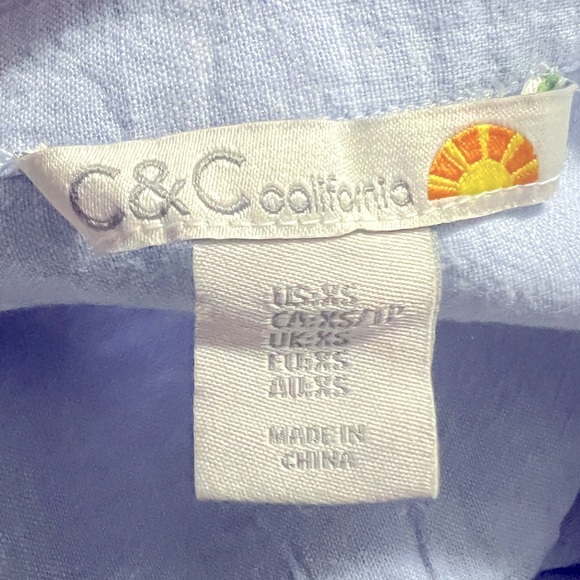 C&C california
US:XS
CA:XS/TP
UK:XS
EU:XS
AU:XS
MADE IN
CHINA